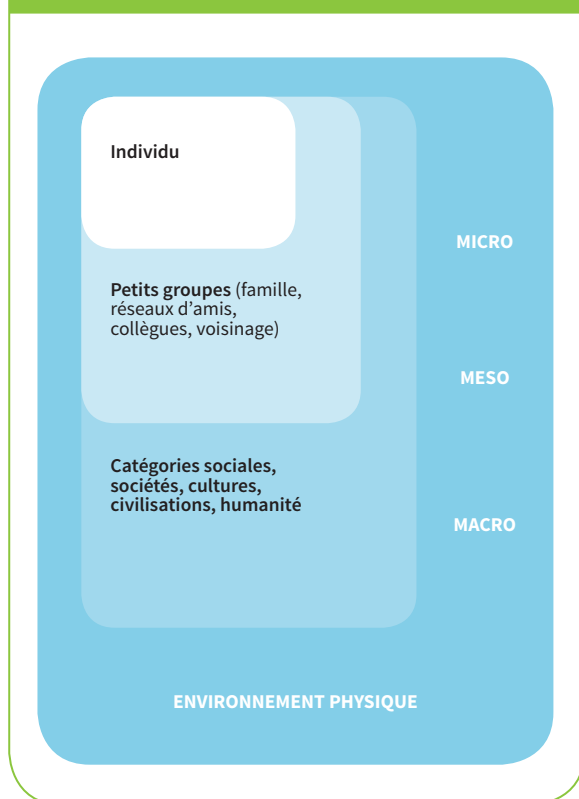 Individu
MICRO
Petits groupes (famille,
réseaux d'amis,
collègues, voisinage)
MESO
Catégories sociales,
sociétés, cultures,
civilisations, humanité
MACRO
ENVIRONNEMENT PHYSIQUE